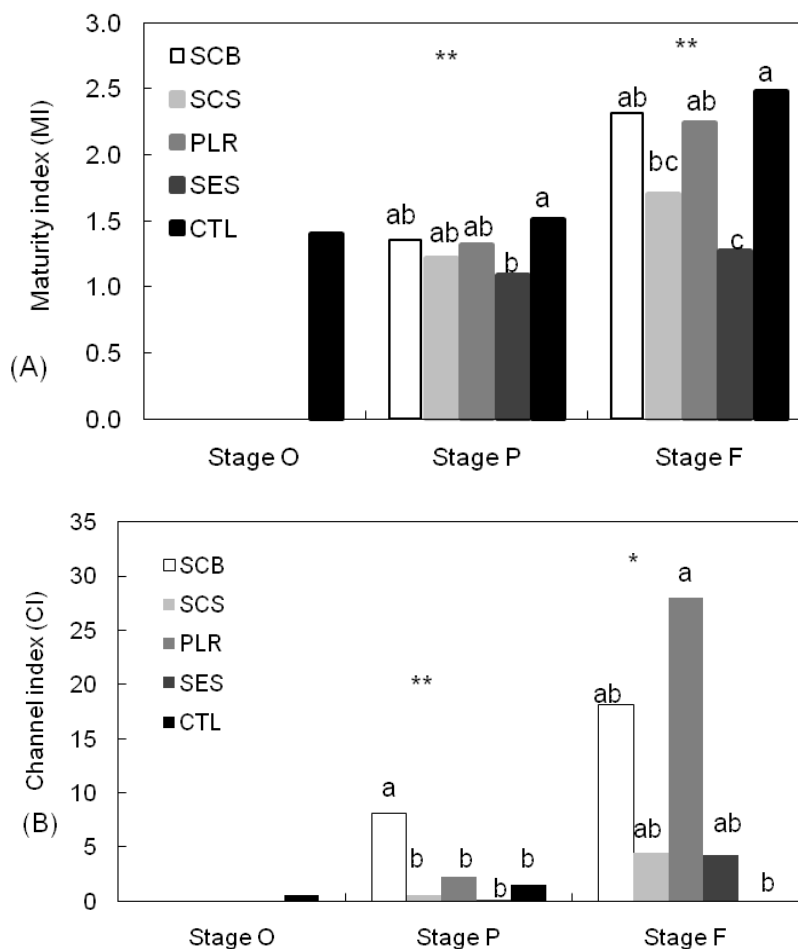 3.0
2.5
2.0
1.5
1.0
0.5
0.0
Maturity index (MI)
(A)
SCB
SCS
PLR
SES
CTL
**
**
ab
ab
ab
b
a
ab
bc
ab
c
a
Stage O
Stage P
Stage F
35
30
25
20
15
10
5
0
Channel index (CI)
(B)
SCB
SCS
PLR
SES
CTL
**
*
a
b
b
b
b
ab
ab
a
ab
b
Stage O
Stage P
Stage F